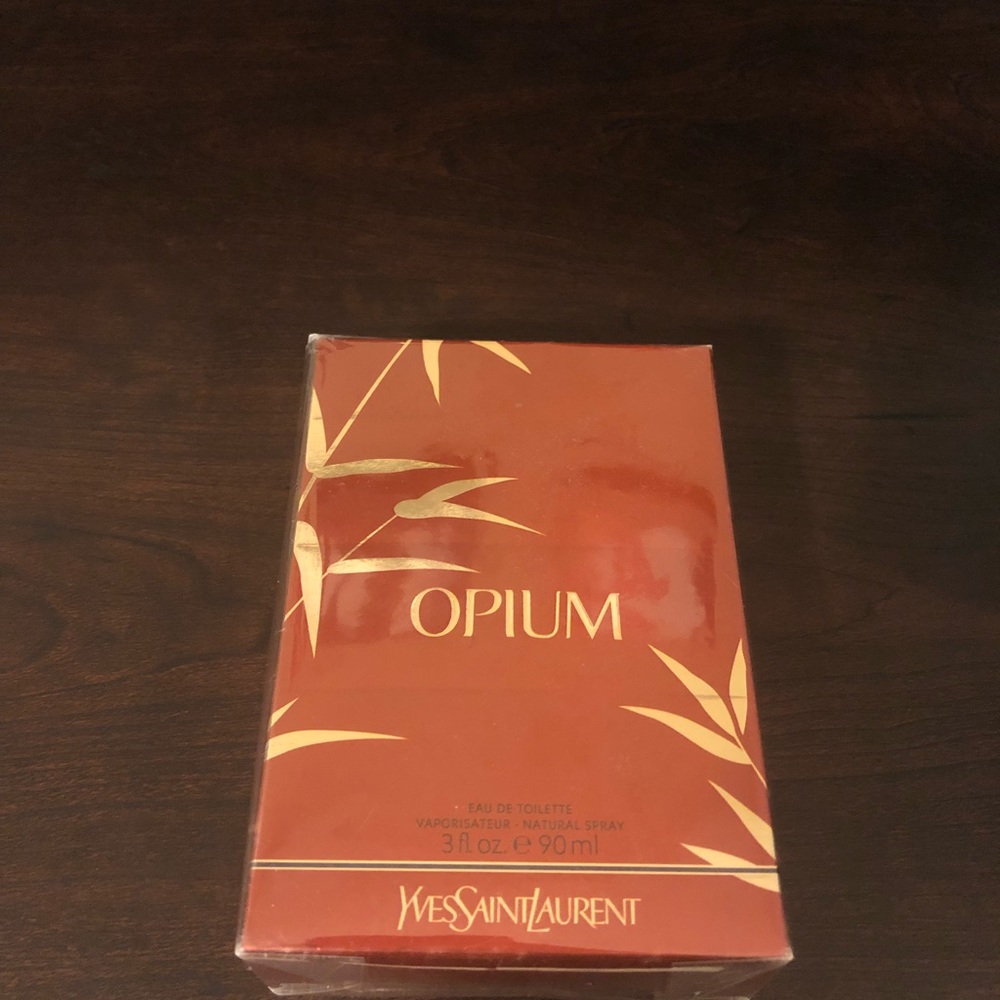 OPIUM
EAU DE TOILETTE
VAPORISATEUR - NATURAL SPRAY
3 fl. oz. ℮ 90 ml
YVESSAINTLAURENT